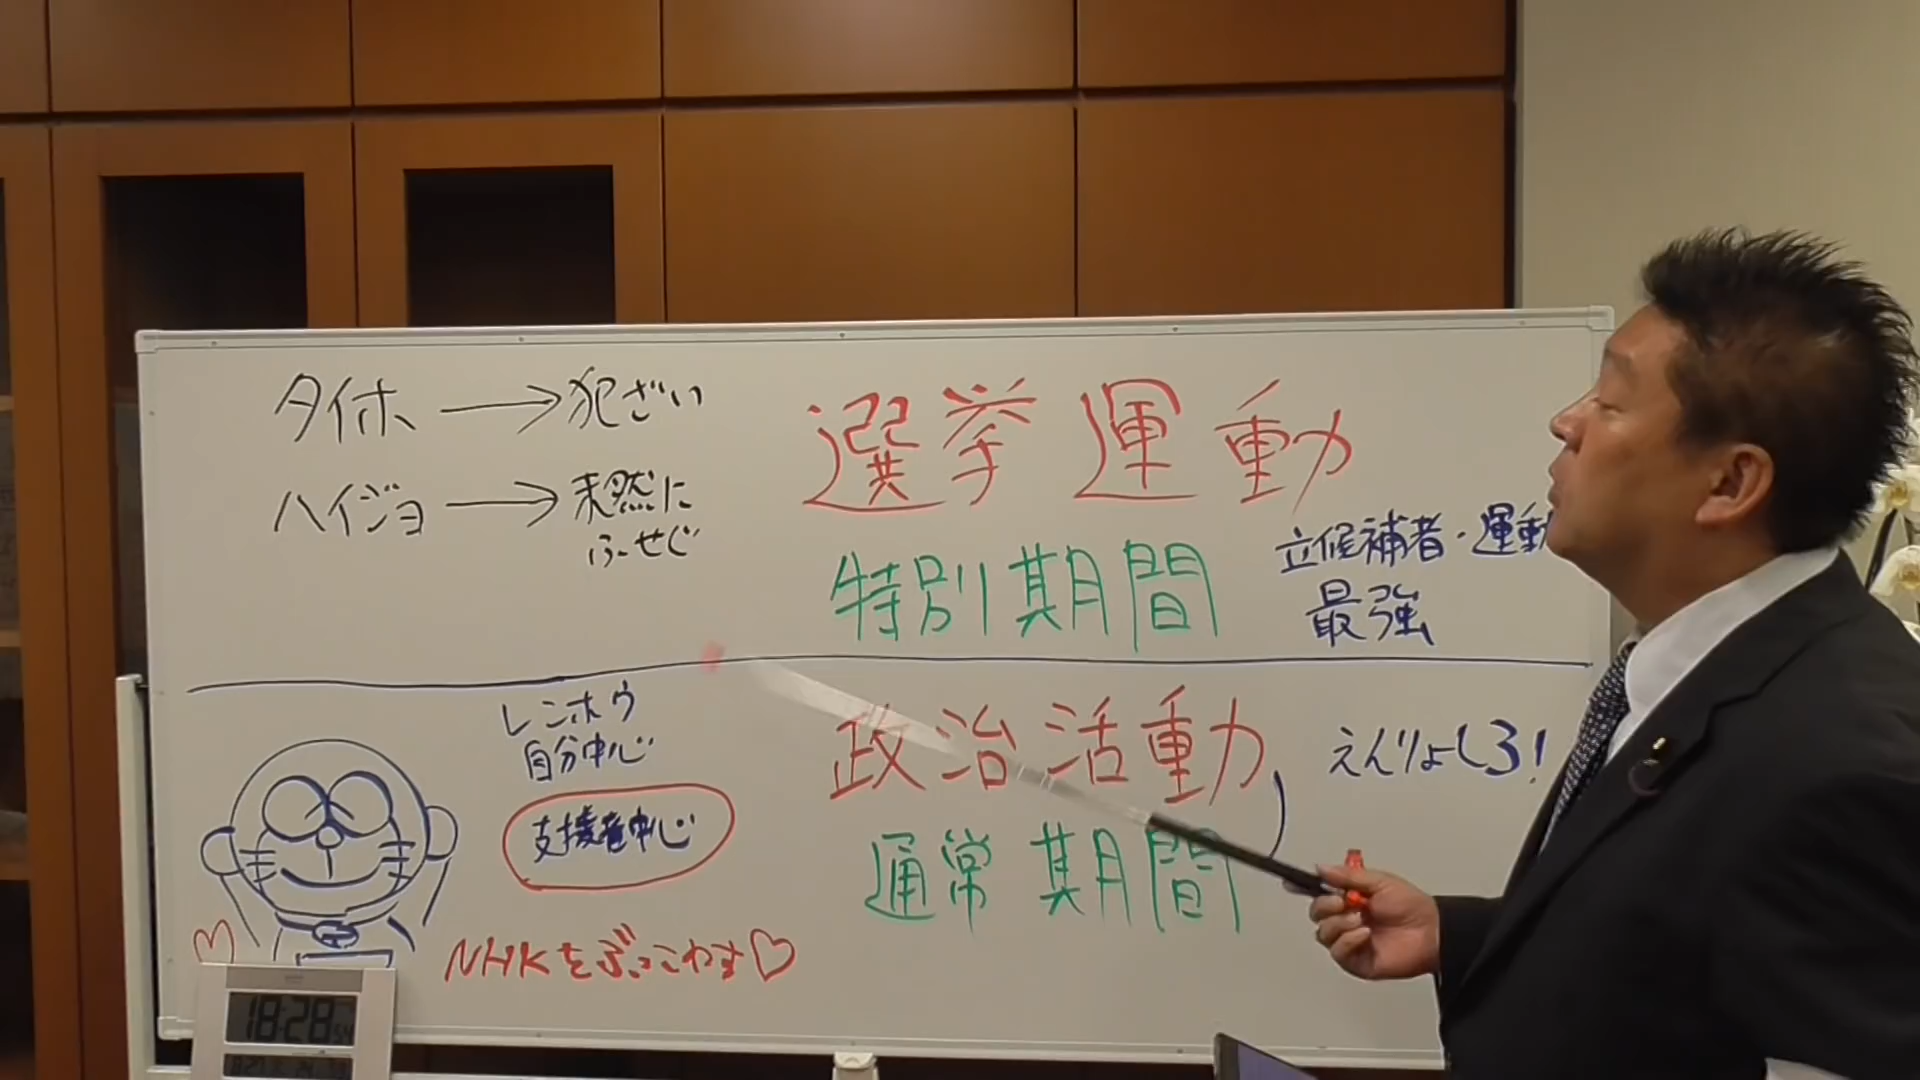 タイホ→犯ざい
ハイジョ→未然に
ふせぐ
選挙運動
特別期間
立候補者・運動
最強
レンホウ
自分中心
支援者中心
NHKをぶっこわす♡
政治活動
えんりょしろ!
通常期間
18:28